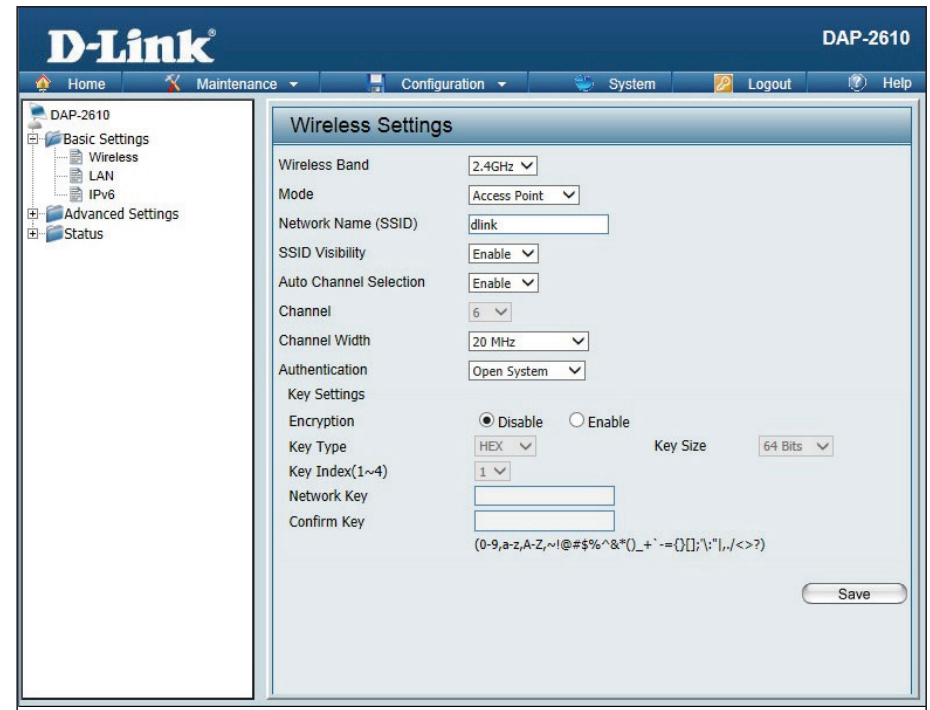 D-Link®
DAP-2610
Home Maintenance Configuration System Logout Help
DAP-2610
Basic Settings
Wireless
LAN
IPv6
Advanced Settings
Status
Wireless Settings
Wireless Band 2.4GHz
Mode Access Point
Network Name (SSID) dlink
SSID Visibility Enable
Auto Channel Selection Enable
Channel 6
Channel Width 20 MHz
Authentication Open System
Key Settings
Encryption Disable Enable
Key Type HEX Key Size 64 Bits
Key Index(1~4) 1
Network Key
Confirm Key
(0-9,a-z,A-Z,~!@#$%^&*()_+`-={}[];'\:"|,./<>?)
Save